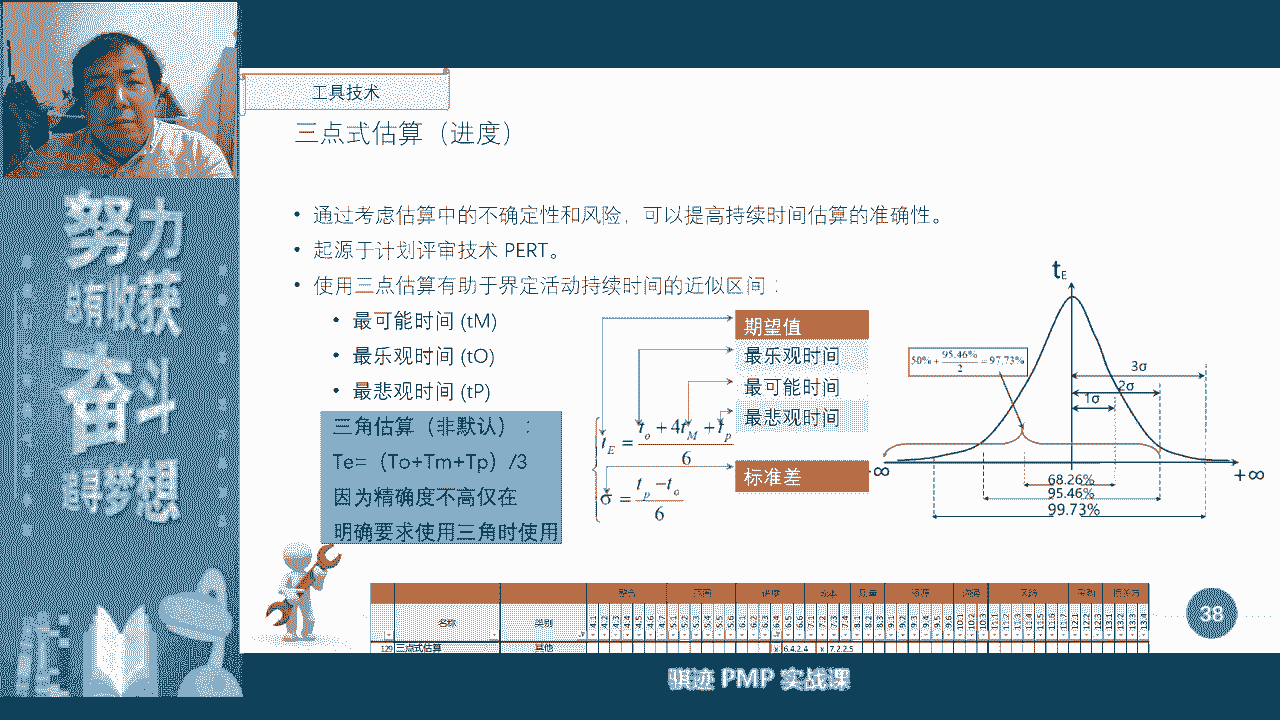 工具技术
三点式估算（进度）
• 通过考虑估算中的不确定性和风险，可以提高持续时间估算的准确性。
• 起源于计划评审技术 PERT。
• 使用三点估算有助于界定活动持续时间的近似区间：
• 最可能时间 (tM)
• 最乐观时间 (tO)
• 最悲观时间 (tP)
三角估算（非默认）：
Te=（To+Tm+Tp）/3
因为精确度不高仅在
明确要求使用三角时使用
期望值
最乐观时间
最可能时间
最悲观时间
t_E = (t_o + 4t_M + t_p) / 6
标准差
σ = (t_p − t_o) / 6
t_E
50% + 95.46%/2 = 97.73%
3σ
2σ
1σ
∞
+∞
68.26%
95.46%
99.73%
名称 类别
129 三点式估算 其他 x 6.4.2.4 x 7.2.2.5
38
努力
有收获
奋斗
梦想
骐迹 PMP 实战课